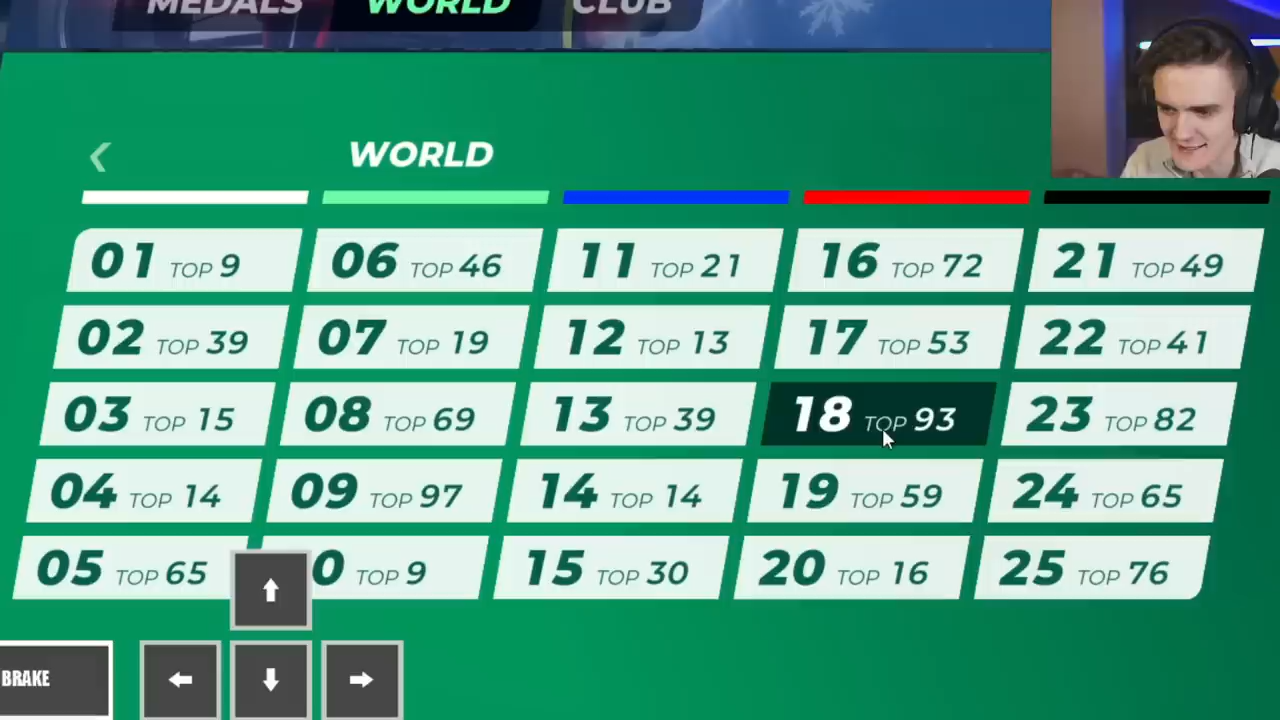 MEDALS WORLD CLUB
WORLD
01 TOP 9 06 TOP 46 11 TOP 21 16 TOP 72 21 TOP 49
02 TOP 39 07 TOP 19 12 TOP 13 17 TOP 53 22 TOP 41
03 TOP 15 08 TOP 69 13 TOP 39 18 TOP 93 23 TOP 82
04 TOP 14 09 TOP 97 14 TOP 14 19 TOP 59 24 TOP 65
05 TOP 65 0 TOP 9 15 TOP 30 20 TOP 16 25 TOP 76
BRAKE